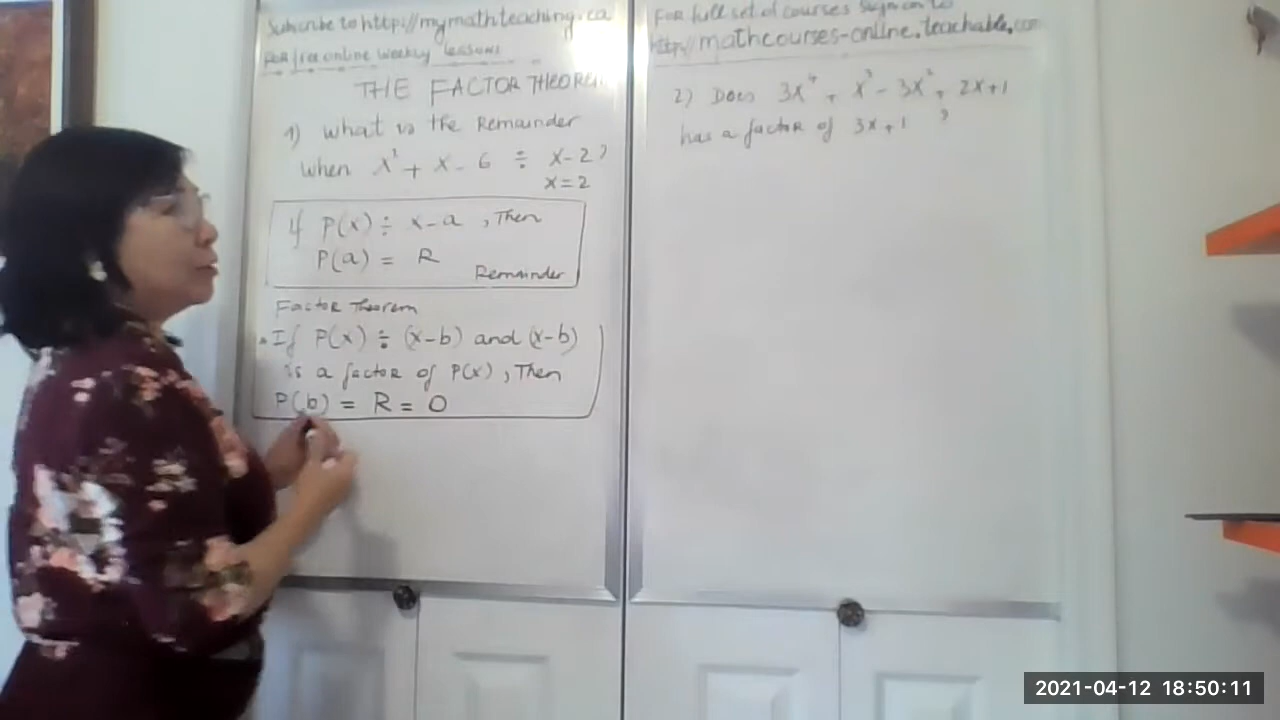 Subscribe to http://mymathteaching.ca
For free online weekly lessons
THE FACTOR THEOREM
1) What is the Remainder
when x² + x - 6 ÷ x-2?
x=2
If P(x) ÷ x-a, Then
P(a) = R
Remainder
Factor Theorem
• If P(x) ÷ (x-b) and (x-b)
is a factor of P(x), Then
P(b) = R = 0
For full set of courses sign on to
http://mathcourses-online.teachable.com
2) Does 3x⁴ + x³ - 3x² + 2x+1
has a factor of 3x+1 ?
2021-04-12 18:50:11